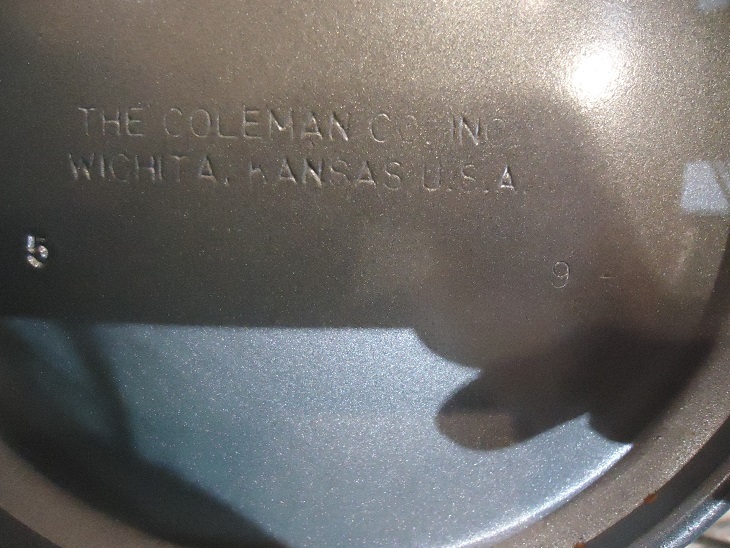 THE COLEMAN CO. INC.
WICHITA, KANSAS U.S.A.
5 9